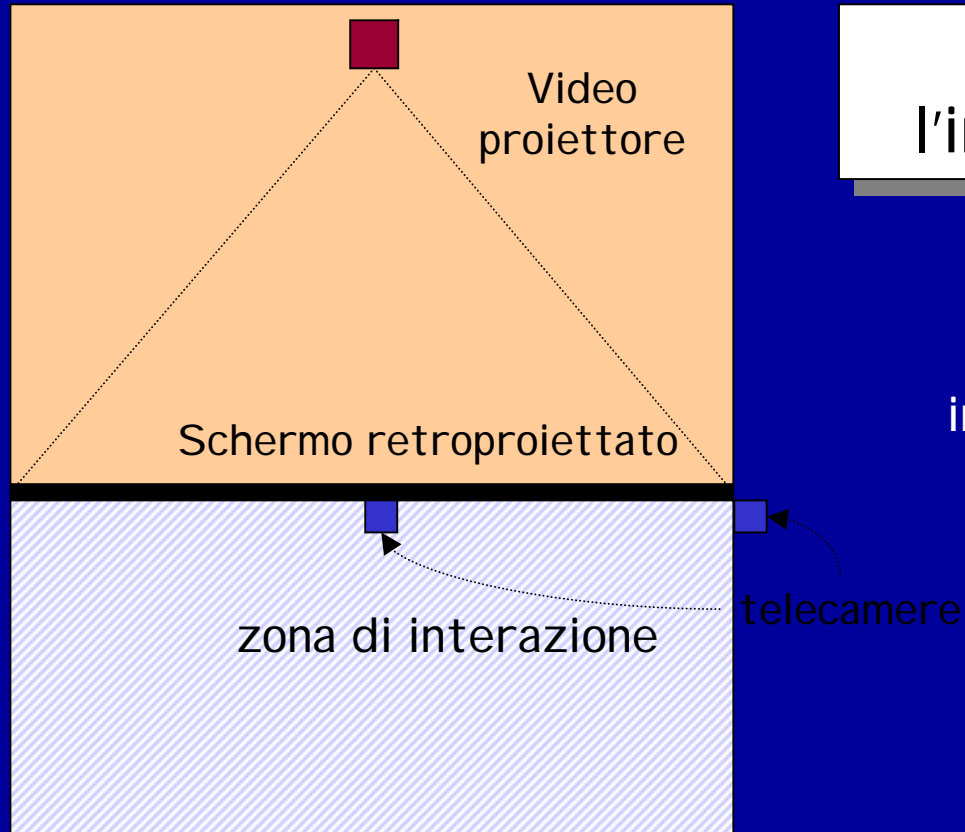 Video
proiettore
Schermo retroproiettato
telecamere
zona di interazione